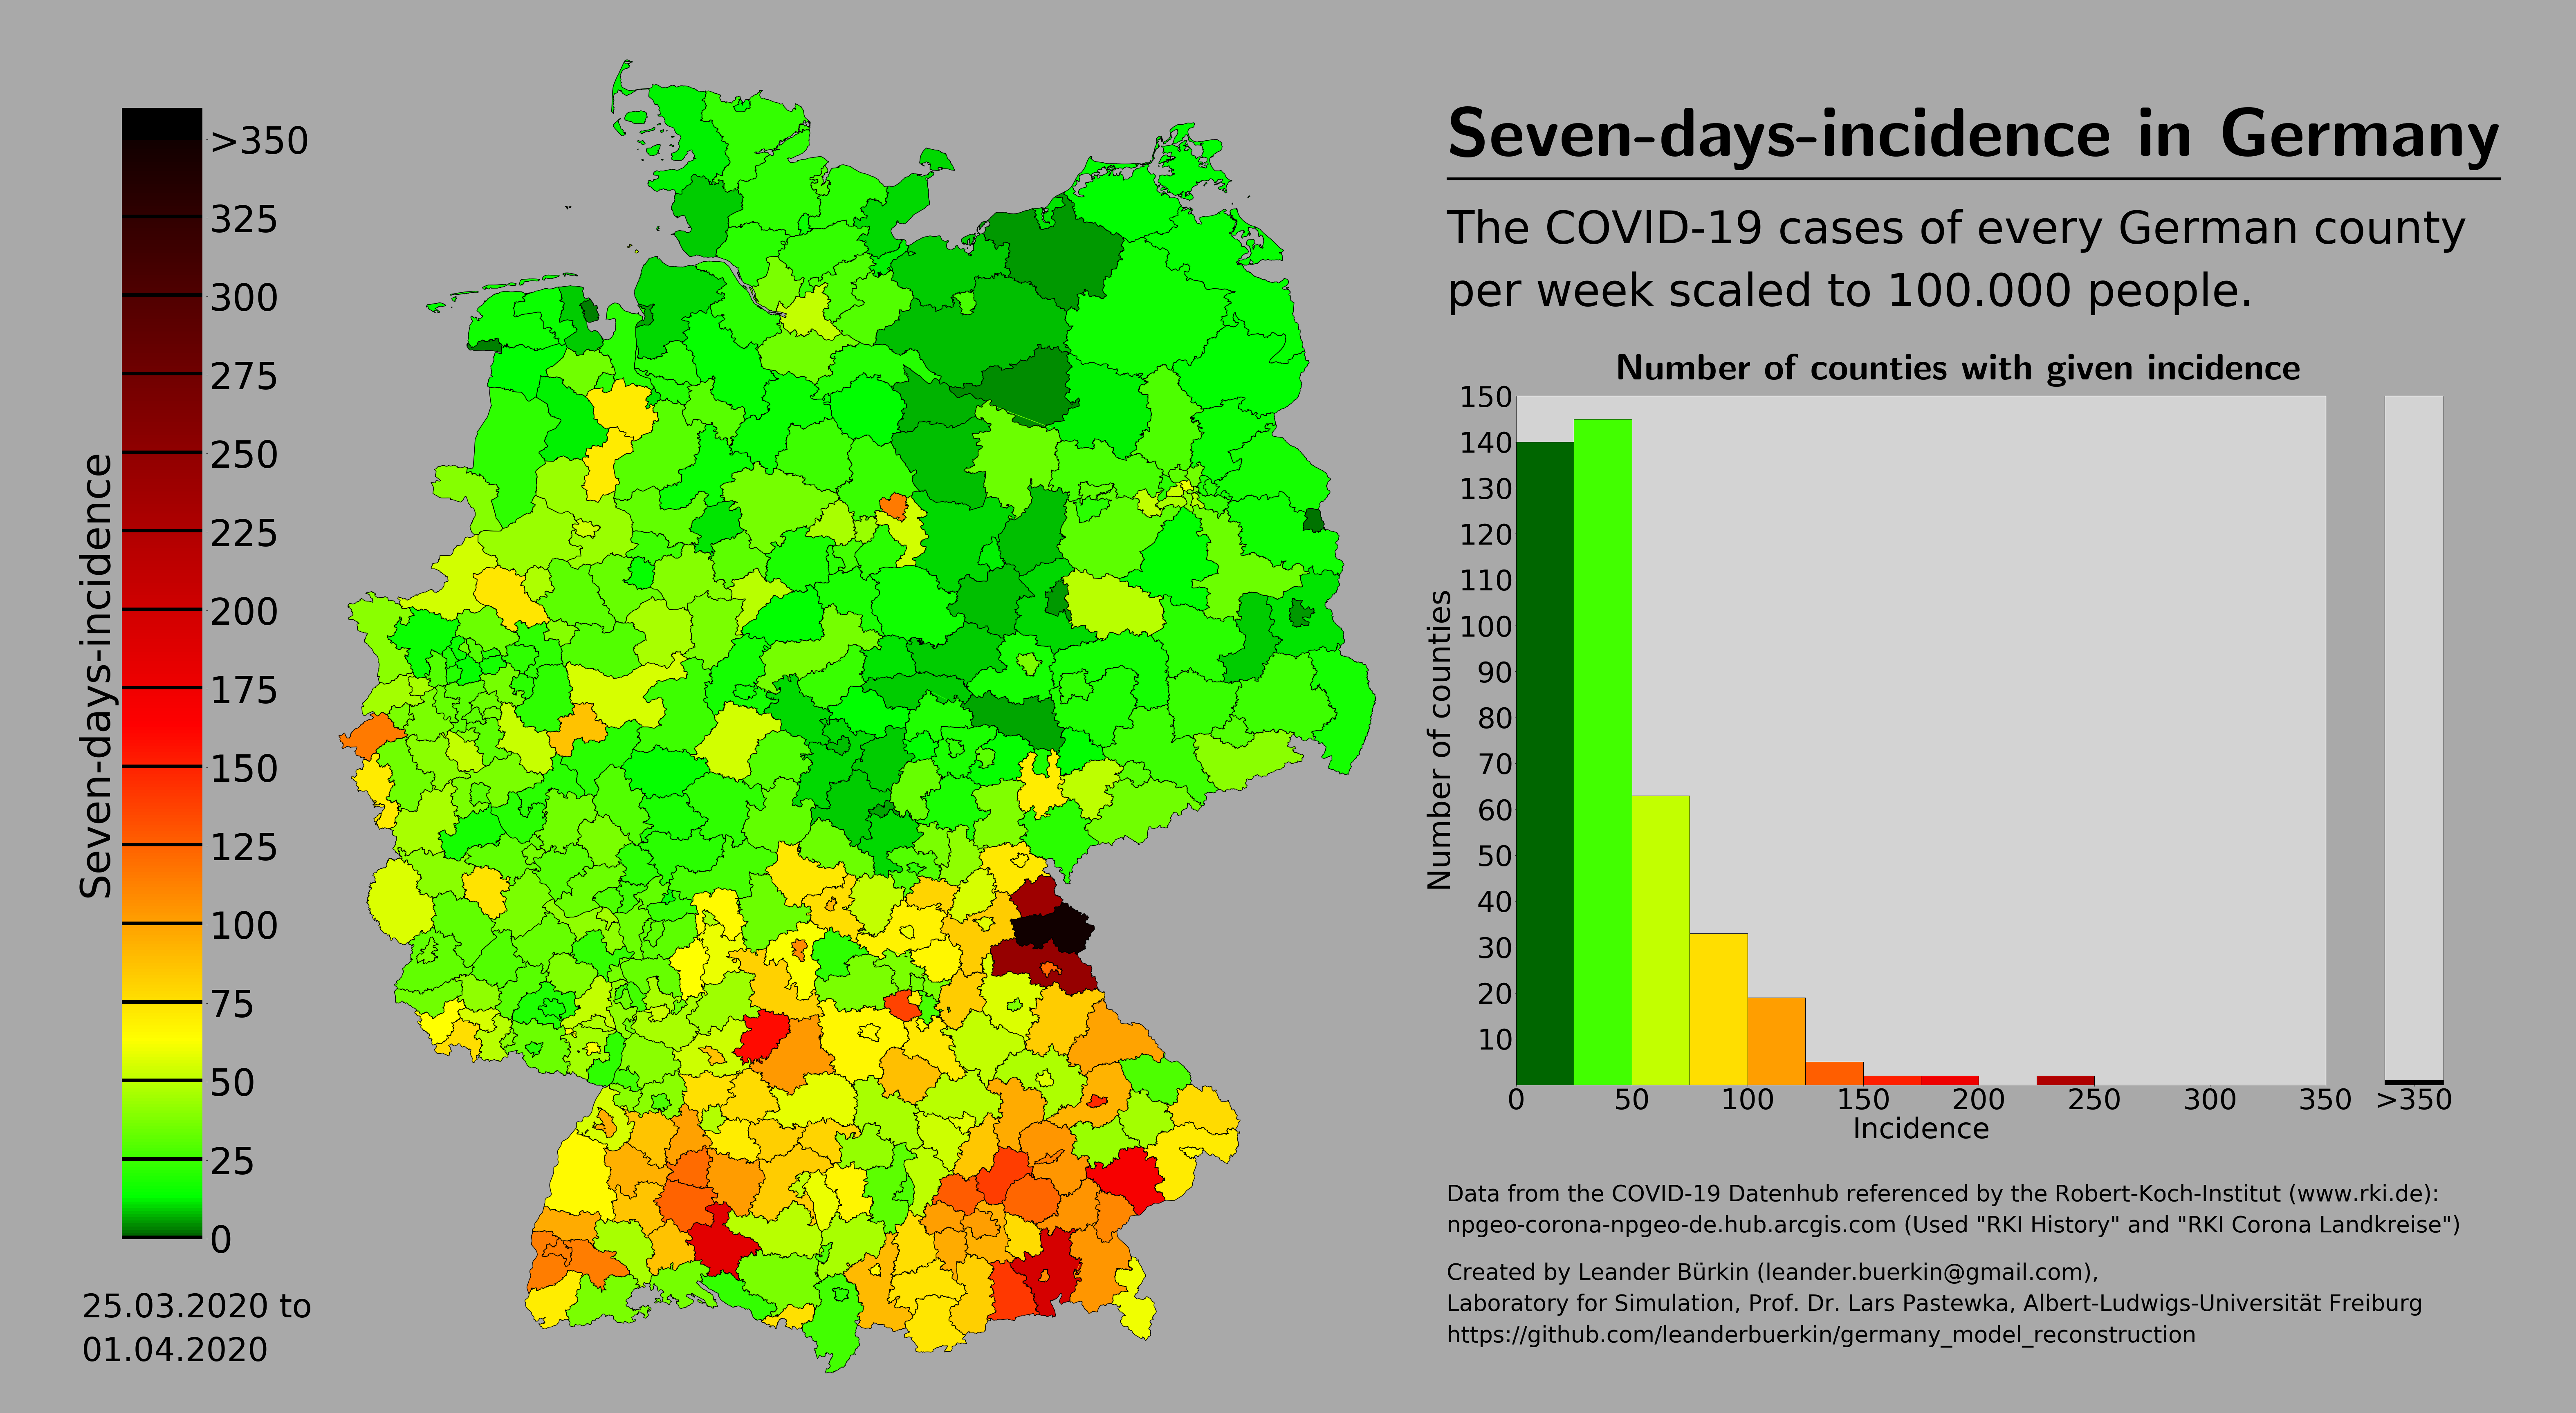 Seven-days-incidence in Germany
The COVID-19 cases of every German county
per week scaled to 100.000 people.
Seven-days-incidence
>350
325
300
275
250
225
200
175
150
125
100
75
50
25
0
25.03.2020 to
01.04.2020
Number of counties with given incidence
Number of counties
150
140
130
120
110
100
90
80
70
60
50
40
30
20
10
0 50 100 150 200 250 300 350 >350
Incidence
Data from the COVID-19 Datenhub referenced by the Robert-Koch-Institut (www.rki.de):
npgeo-corona-npgeo-de.hub.arcgis.com (Used "RKI History" and "RKI Corona Landkreise")
Created by Leander Bürkin (leander.buerkin@gmail.com),
Laboratory for Simulation, Prof. Dr. Lars Pastewka, Albert-Ludwigs-Universität Freiburg
https://github.com/leanderbuerkin/germany_model_reconstruction